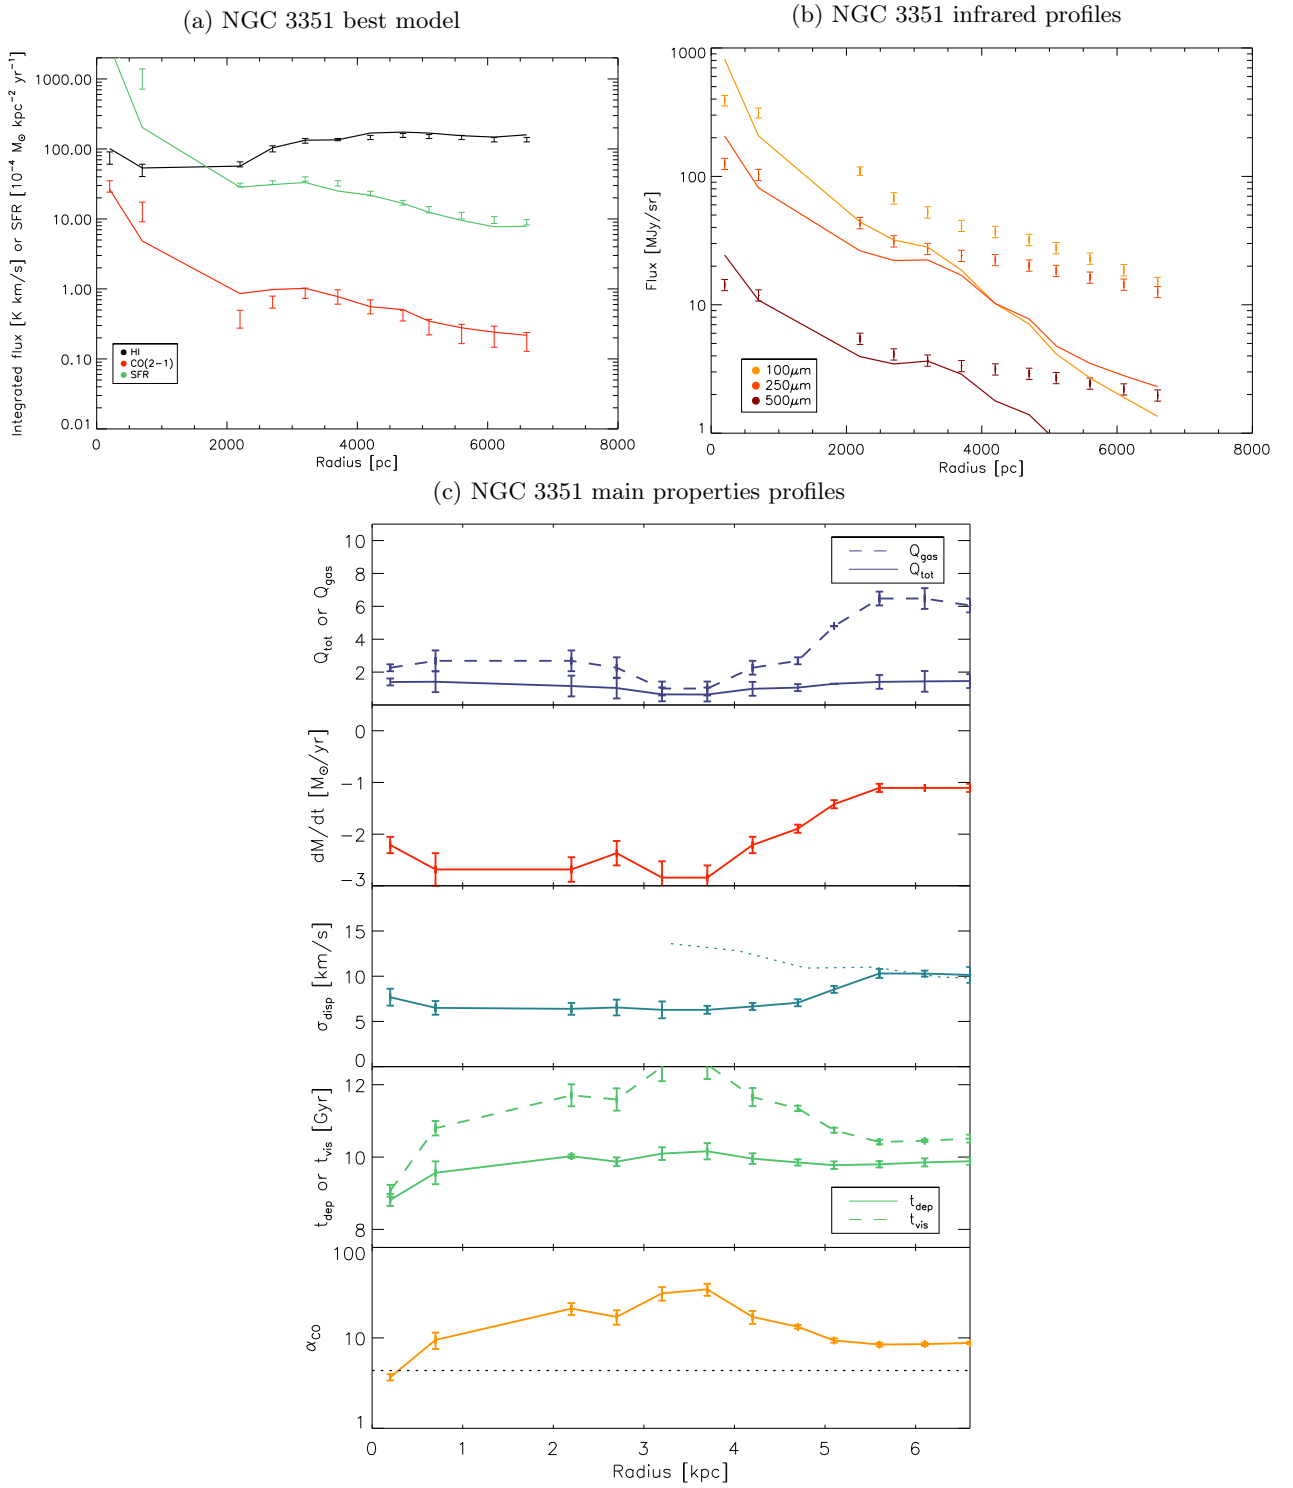 (a) NGC 3351 best model
Integrated flux [K km/s] or SFR [10⁻⁴ M⊙ kpc⁻² yr⁻¹]
1000.00
100.00
10.00
1.00
0.10
0.01
HI
CO(2−1)
SFR
0 2000 4000 6000 8000
Radius [pc]
(b) NGC 3351 infrared profiles
Flux [MJy/sr]
1000
100
10
1
100μm
250μm
500μm
0 2000 4000 6000 8000
Radius [pc]
(c) NGC 3351 main properties profiles
Q_tot or Q_gas
10
8
6
4
2
Q_gas
Q_tot
dM/dt [M⊙/yr]
0
−1
−2
−3
σ_disp [km/s]
15
10
5
0
t_dep or t_vis [Gyr]
12
10
8
t_dep
t_vis
α_CO
100
10
1
0 1 2 3 4 5 6
Radius [kpc]